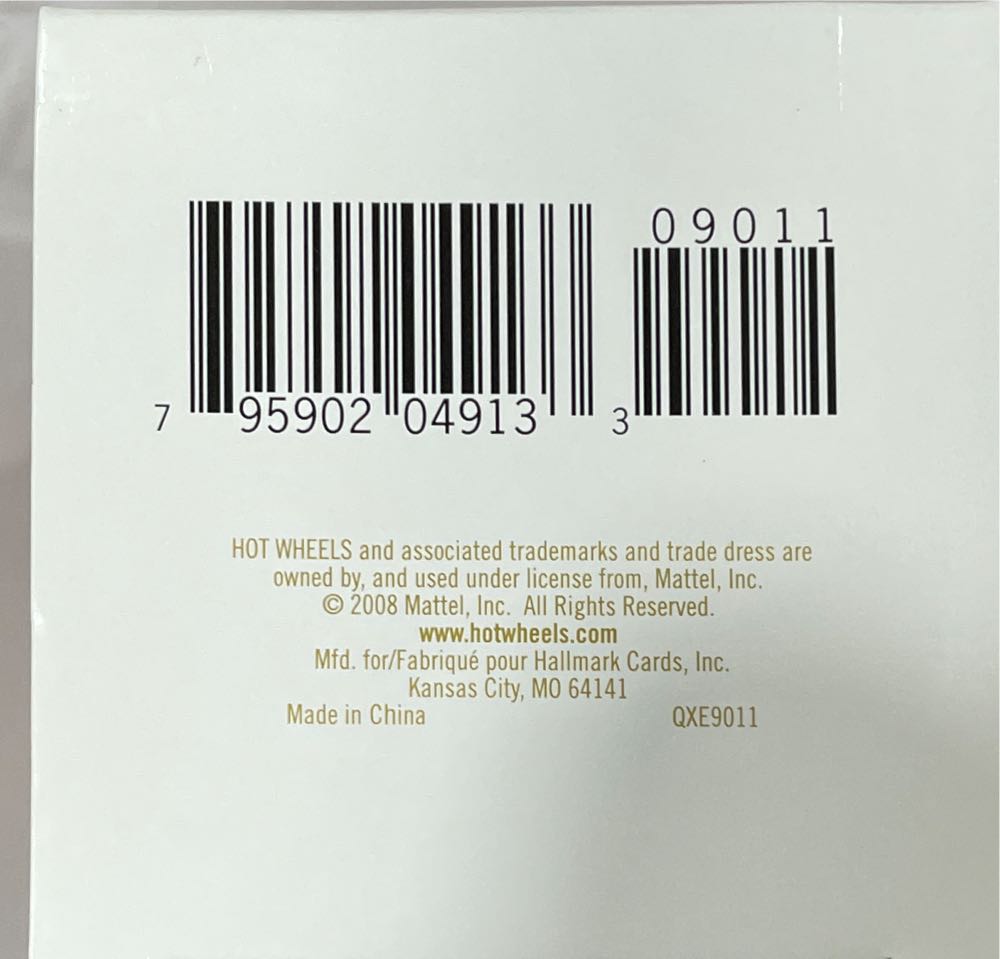 09011
7 95902 04913 3
HOT WHEELS and associated trademarks and trade dress are
owned by, and used under license from, Mattel, Inc.
© 2008 Mattel, Inc. All Rights Reserved.
www.hotwheels.com
Mfd. for/Fabriqué pour Hallmark Cards, Inc.
Kansas City, MO 64141
Made in China QXE9011